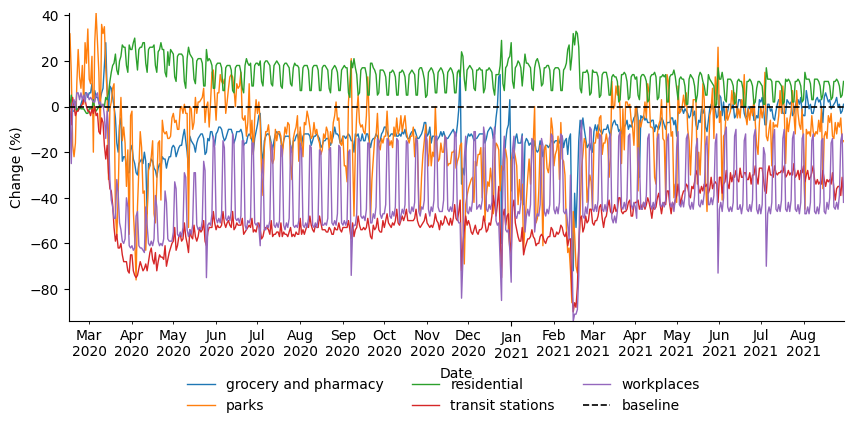 Change (%)
40
20
0
−20
−40
−60
−80
Mar Apr May Jun Jul Aug Sep Oct Nov Dec Jan Feb Mar Apr May Jun Jul Aug
2020 2020 2020 2020 2020 2020 2020 2020 2020 2020 2021 2021 2021 2021 2021 2021 2021 2021
Date
grocery and pharmacy residential workplaces
parks transit stations baseline